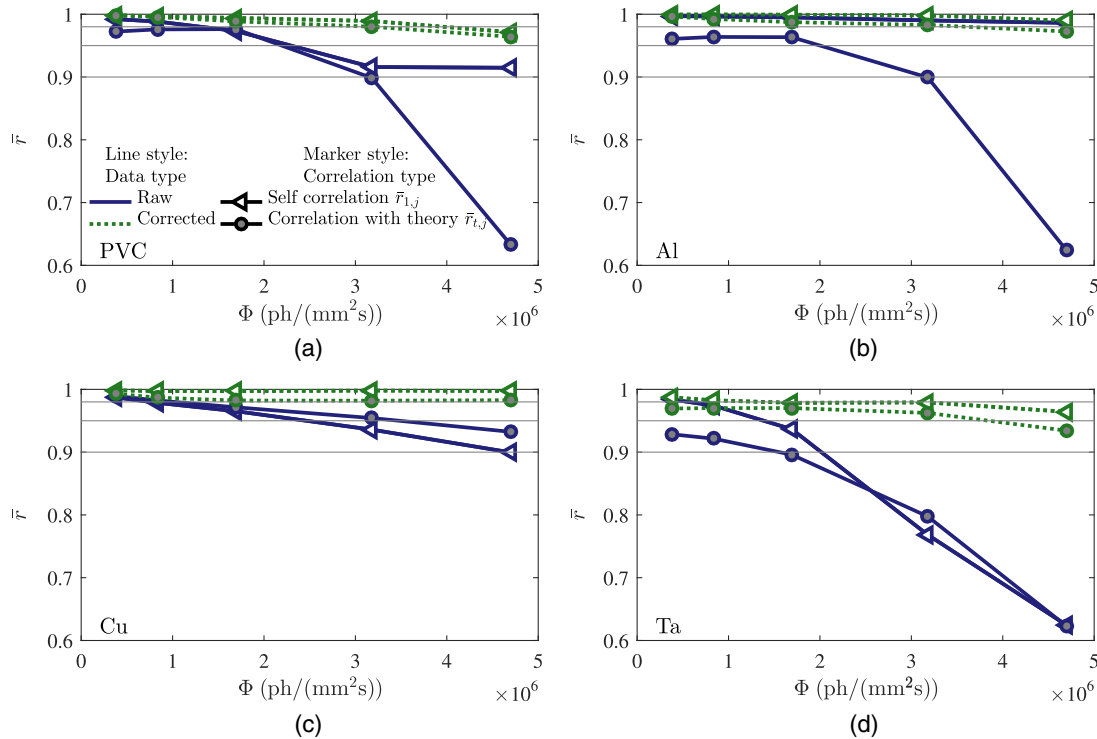 1
0.9
0.8
0.7
0.6
r̄
Line style:
Data type
Marker style:
Correlation type
Raw
Corrected
Self correlation r̄₁,ⱼ
Correlation with theory r̄ₜ,ⱼ
PVC
0 1 2 3 4 5
Φ (ph/(mm²s))
×10⁶
(a)
1
0.9
0.8
0.7
0.6
r̄
Al
0 1 2 3 4 5
Φ (ph/(mm²s))
×10⁶
(b)
1
0.9
0.8
0.7
0.6
r̄
Cu
0 1 2 3 4 5
Φ (ph/(mm²s))
×10⁶
(c)
1
0.9
0.8
0.7
0.6
r̄
Ta
0 1 2 3 4 5
Φ (ph/(mm²s))
×10⁶
(d)